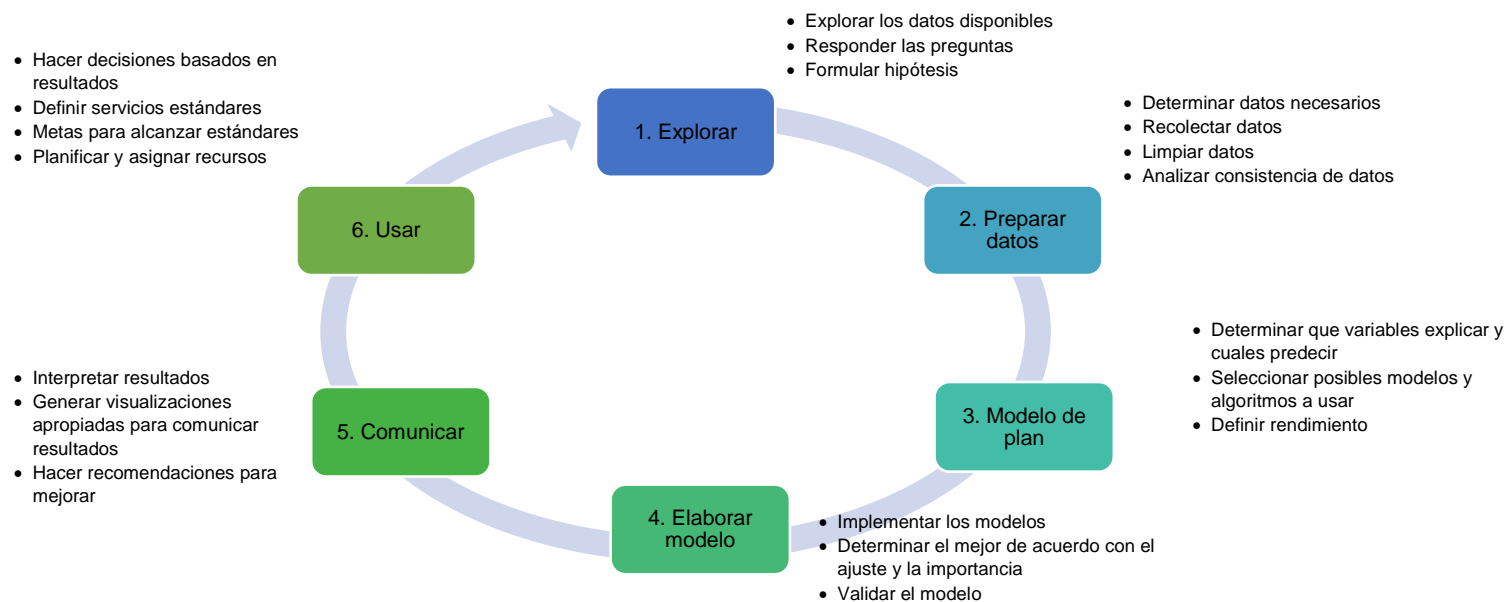 • Explorar los datos disponibles
• Responder las preguntas
• Formular hipótesis
1. Explorar
• Determinar datos necesarios
• Recolectar datos
• Limpiar datos
• Analizar consistencia de datos
2. Preparar
datos
• Determinar que variables explicar y
cuales predecir
• Seleccionar posibles modelos y
algoritmos a usar
• Definir rendimiento
3. Modelo de
plan
• Implementar los modelos
• Determinar el mejor de acuerdo con el
ajuste y la importancia
• Validar el modelo
4. Elaborar
modelo
• Interpretar resultados
• Generar visualizaciones
apropiadas para comunicar
resultados
• Hacer recomendaciones para
mejorar
5. Comunicar
• Hacer decisiones basados en
resultados
• Definir servicios estándares
• Metas para alcanzar estándares
• Planificar y asignar recursos
6. Usar